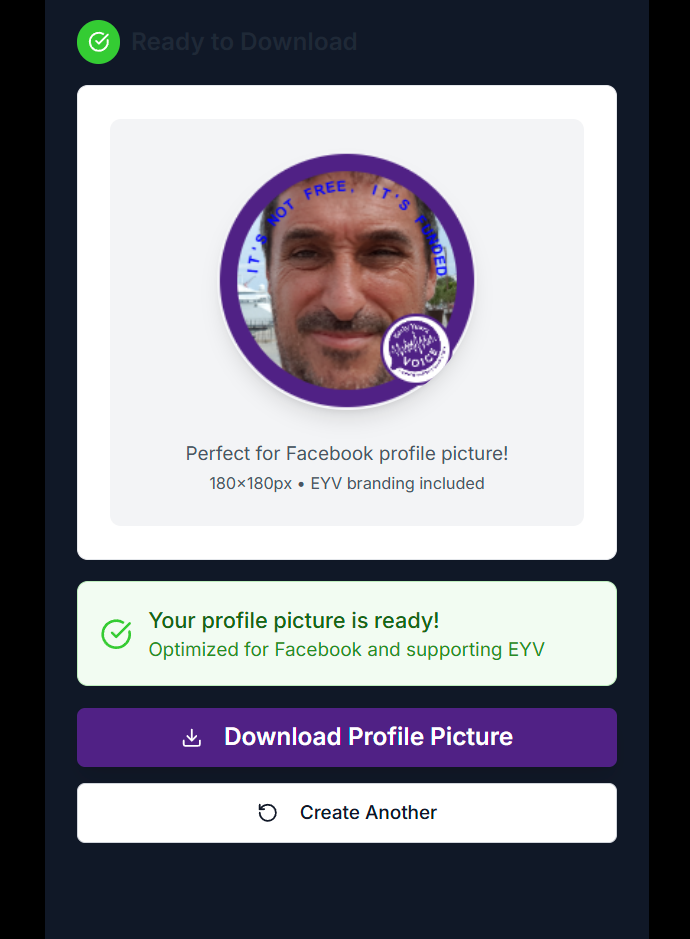 Ready to Download
IT'S NOT FREE, IT'S FUNDED
Early Years
VOICE
Perfect for Facebook profile picture!
180×180px • EYV branding included
Your profile picture is ready!
Optimized for Facebook and supporting EYV
Download Profile Picture
Create Another